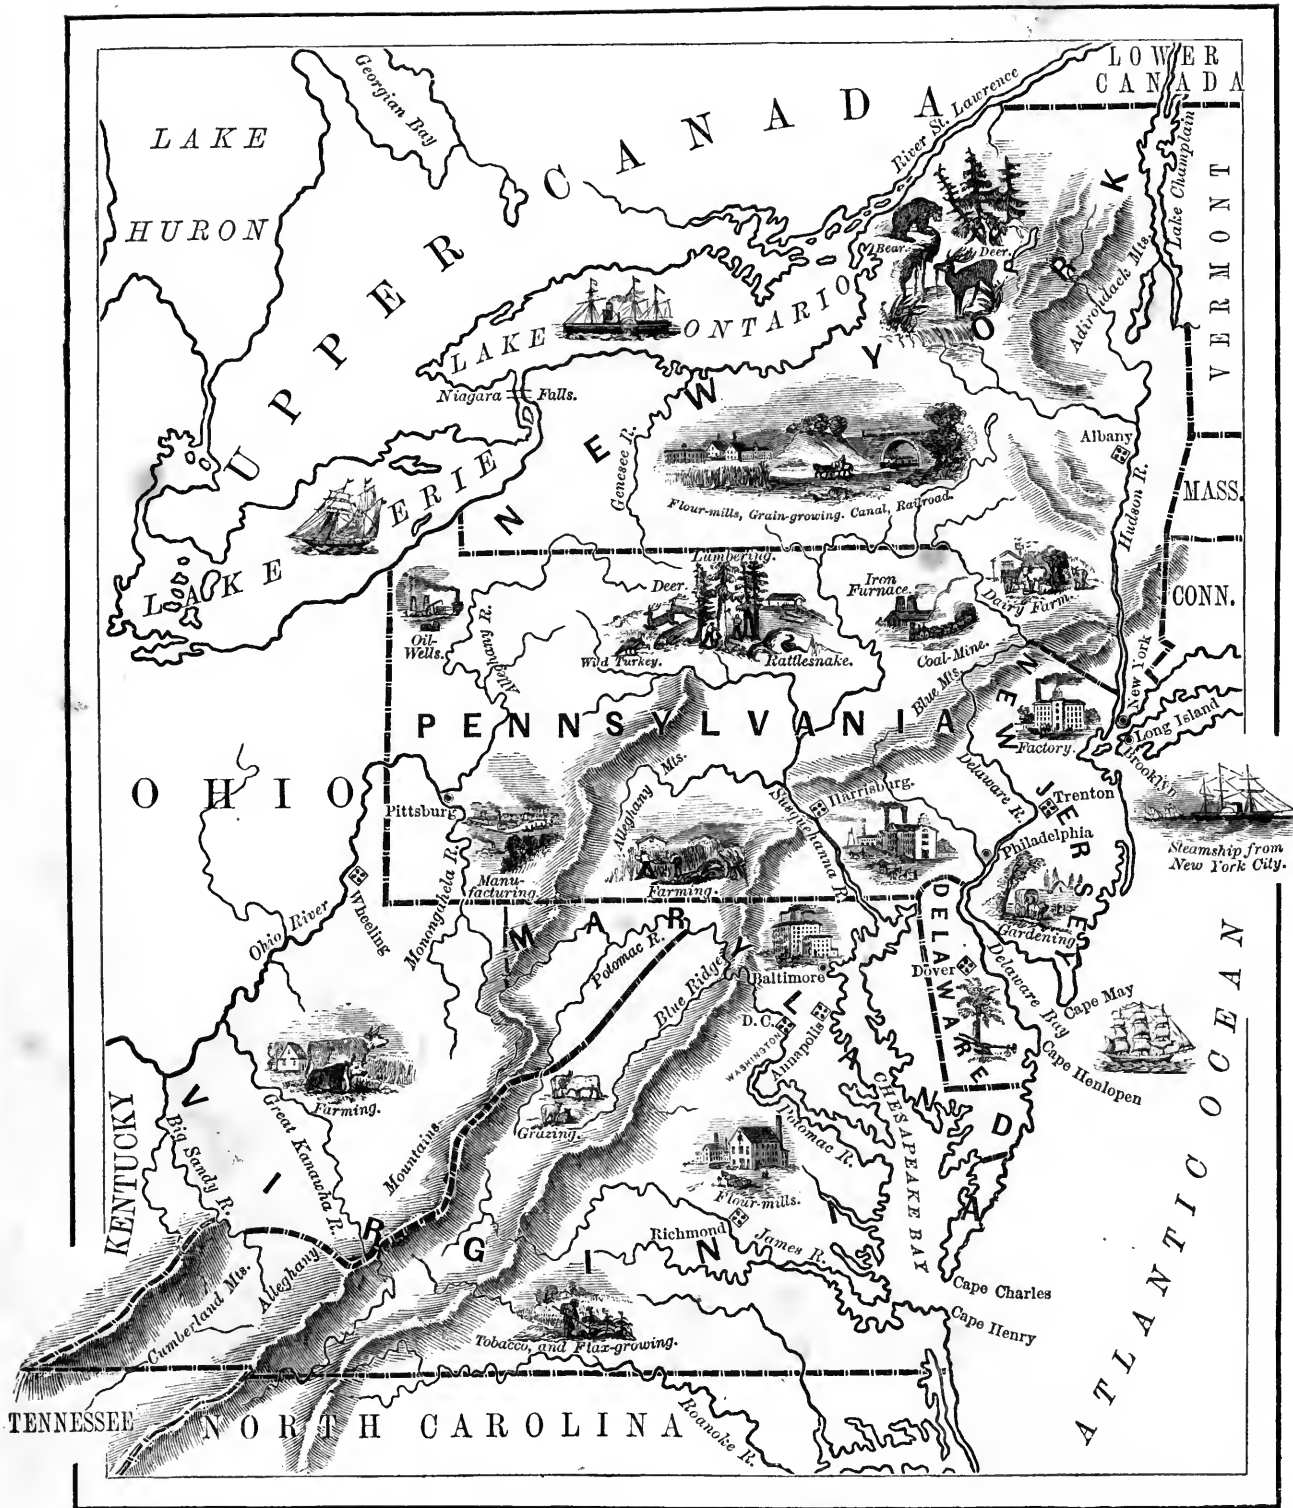 LOWER
CANADA
LAKE
HURON
Georgian Bay
UPPER CANADA
River St. Lawrence
Lake Champlain
VERMONT
Bear.
Deer.
Adirondack Mts.
LAKE ONTARIO
NEW YORK
Niagara Falls.
Genesee R.
Flour-mills, Grain-growing. Canal, Railroad.
Albany
Hudson R.
MASS.
CONN.
LAKE ERIE
Oil-
Wells.
Alleghany R.
Lumbering.
Deer.
Wild Turkey.
Rattlesnake.
Iron
Furnace.
Coal-Mine.
Dairy Farm.
Blue Mts.
PENNSYLVANIA
NEW JERSEY
Factory.
New York
Long Island
Brooklyn
Steamship from
New York City.
OHIO
Pittsburg
Manu-
facturing.
Monongahela R.
Alleghany Mts.
Farming.
Susquehanna R.
Harrisburg.
Delaware R.
Trenton
Philadelphia
Gardening
Ohio River
Wheeling
MARYLAND
Potomac R.
Blue Ridge
Baltimore
D.C.
WASHINGTON
Annapolis
DELAWARE
Dover
Delaware Bay
Cape May
Cape Henlopen
CHESAPEAKE BAY
ATLANTIC OCEAN
KENTUCKY
VIRGINIA
Farming.
Big Sandy R.
Great Kanawha R.
Alleghany Mountains
Grazing.
Potomac R.
Flour-mills.
Richmond
James R.
Cumberland Mts.
Tobacco, and Flax-growing.
Cape Charles
Cape Henry
TENNESSEE
NORTH CAROLINA
Roanoke R.